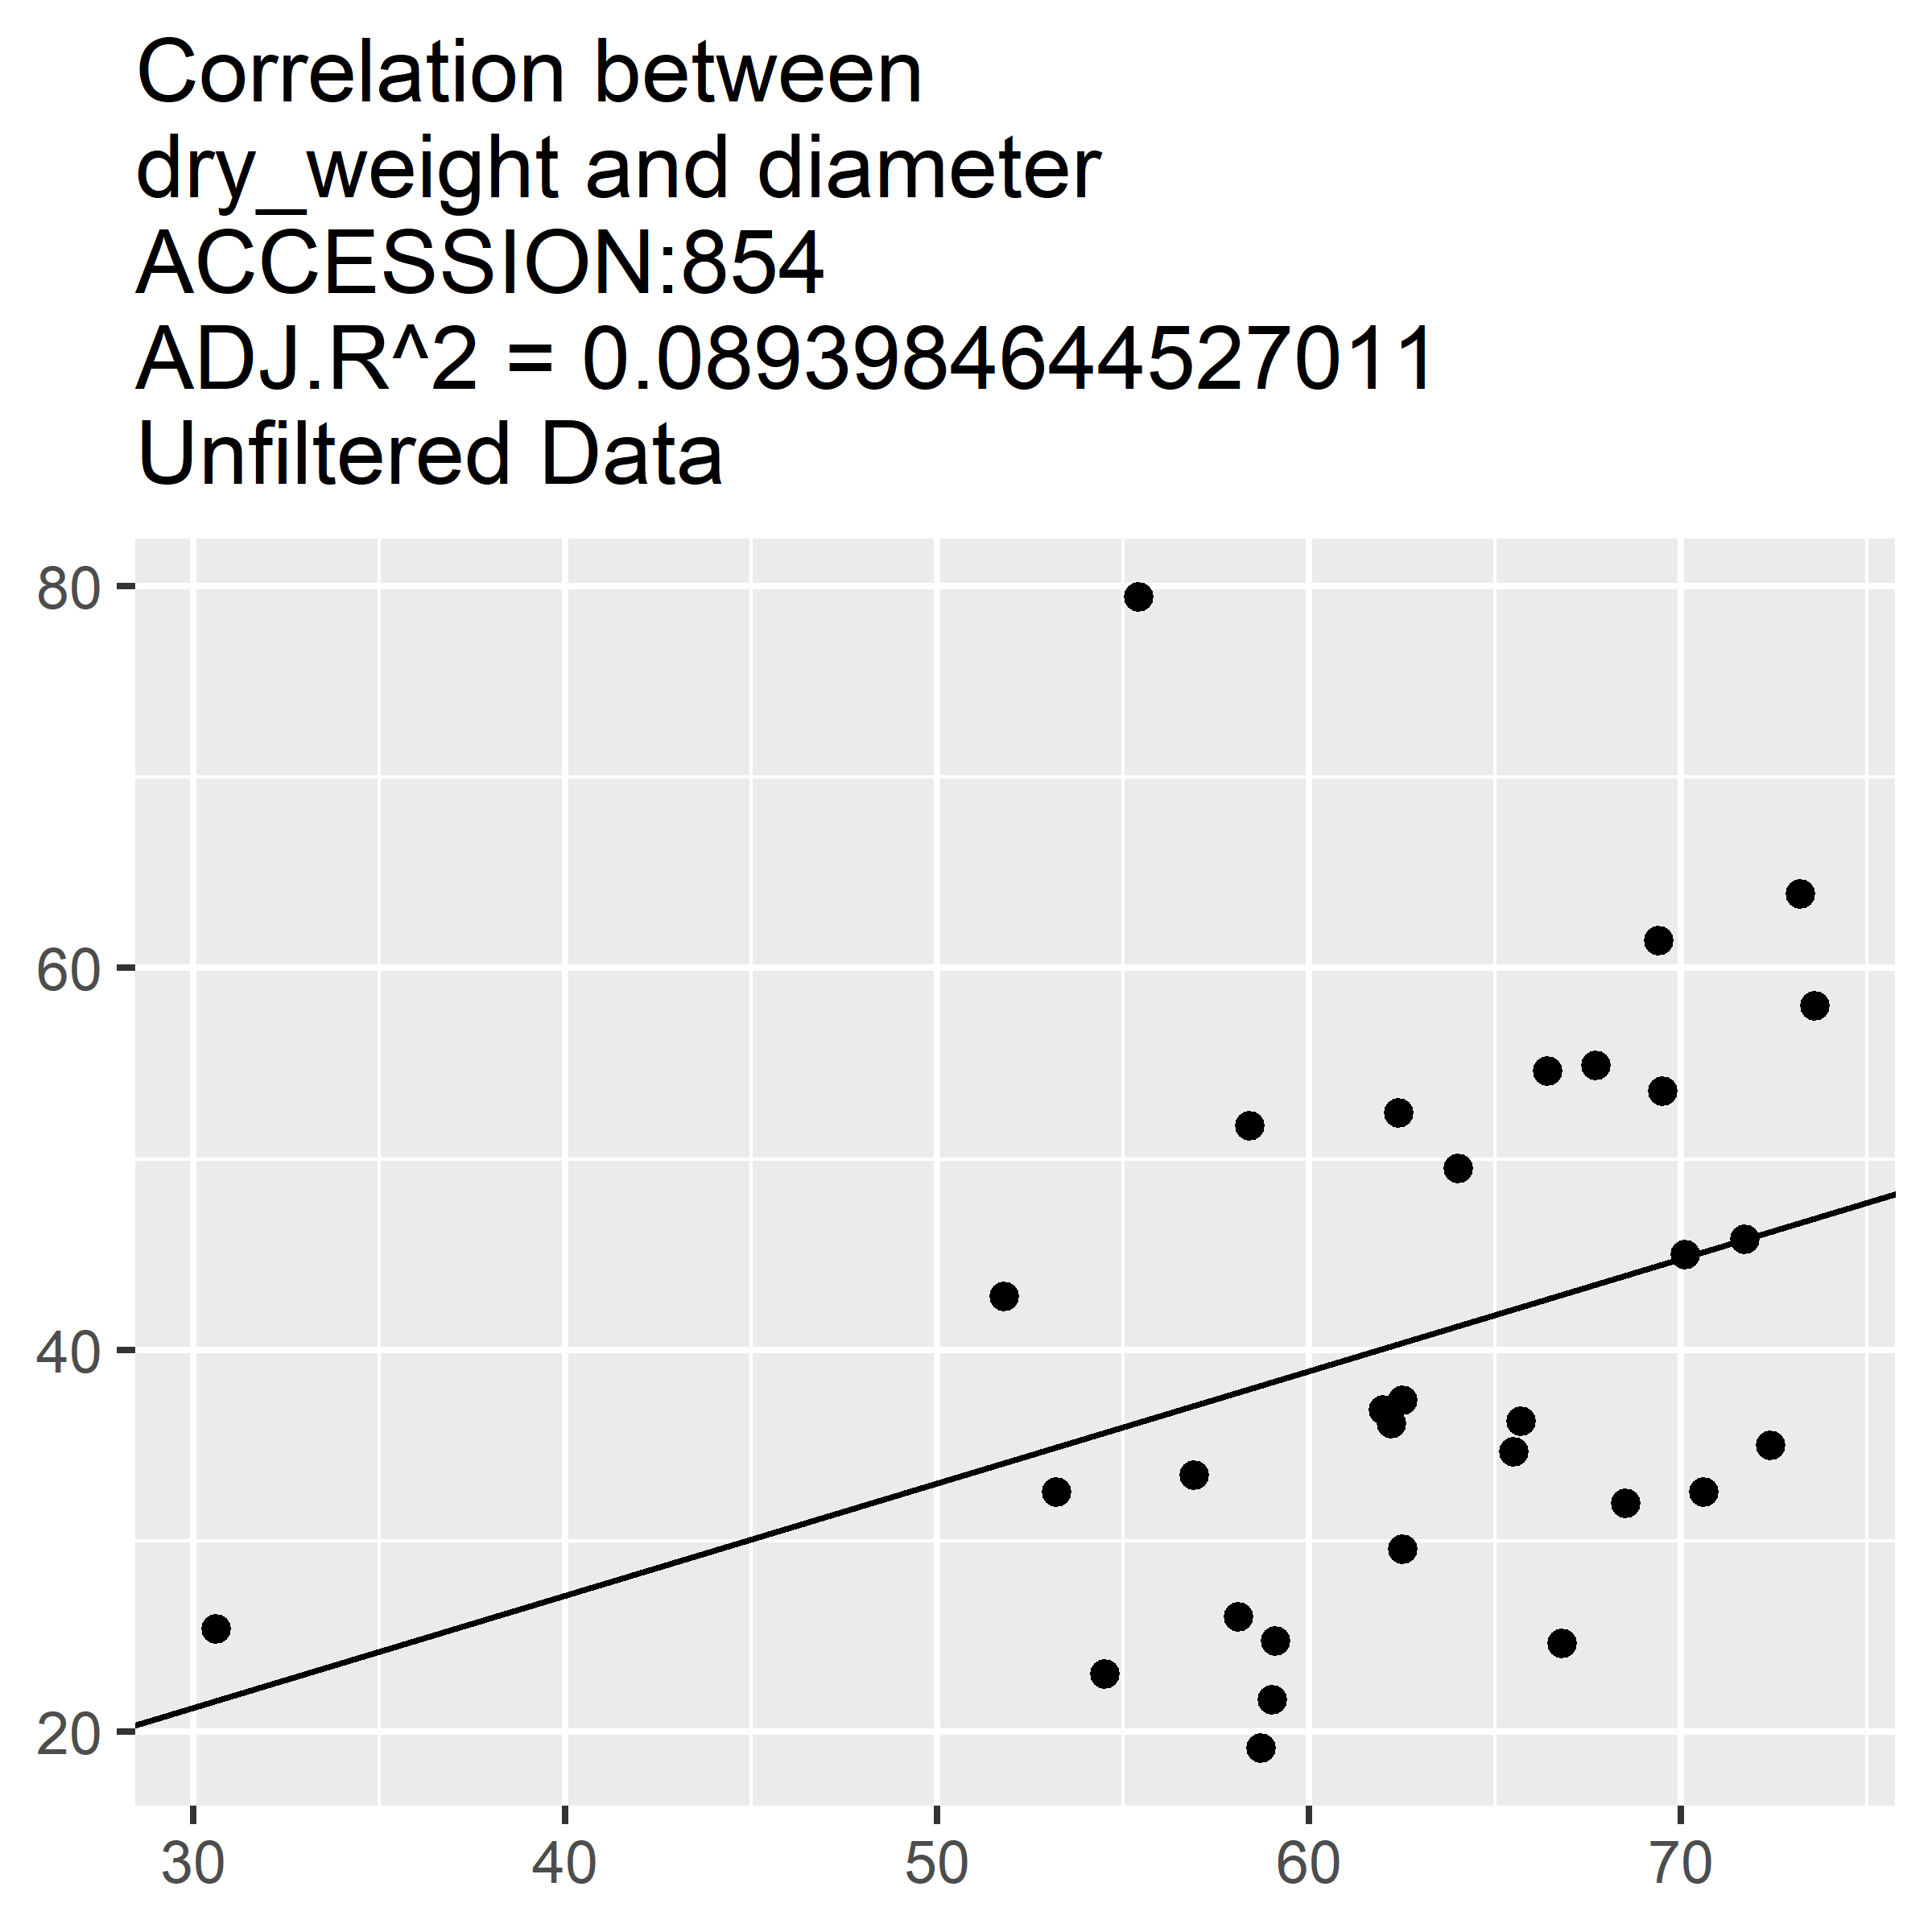 Correlation between
dry_weight and diameter
ACCESSION:854
ADJ.R^2 = 0.0893984644527011
Unfiltered Data
80
60
40
20
30 40 50 60 70